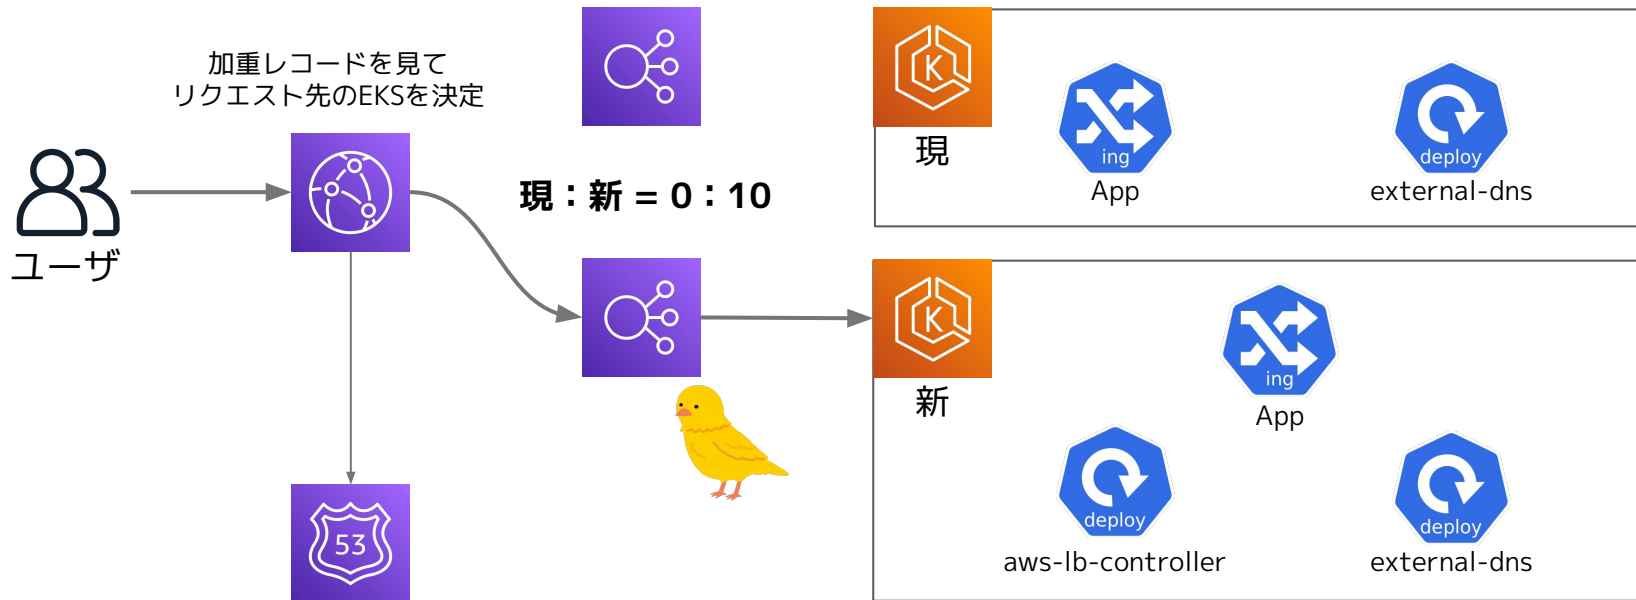 加重レコードを見て
リクエスト先のEKSを決定
ユーザ
現：新 = 0：10
53
K
現
ing
App
deploy
external-dns
K
新
ing
App
deploy
aws-lb-controller
deploy
external-dns